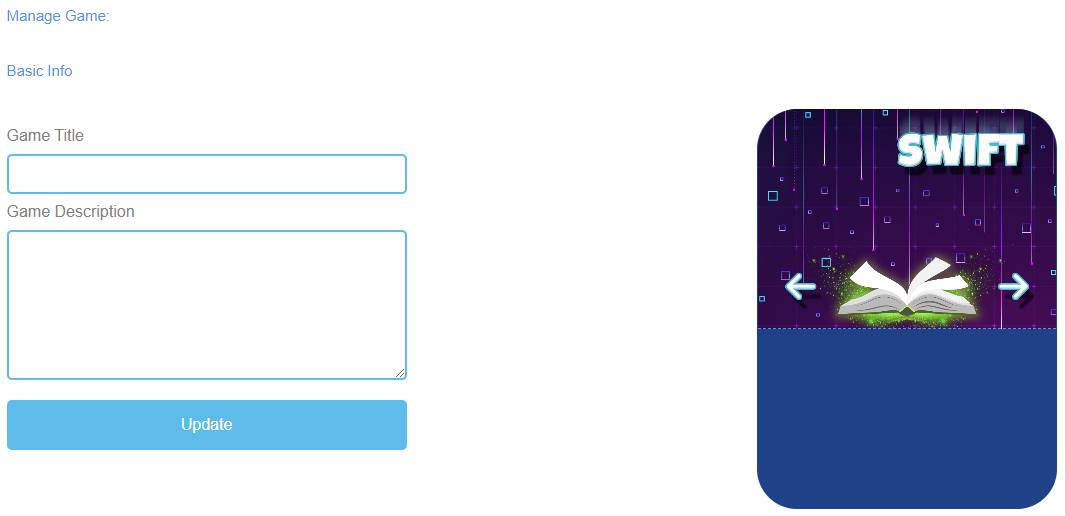 Manage Game:
Basic Info
Game Title
SWIFT
Game Description
Update